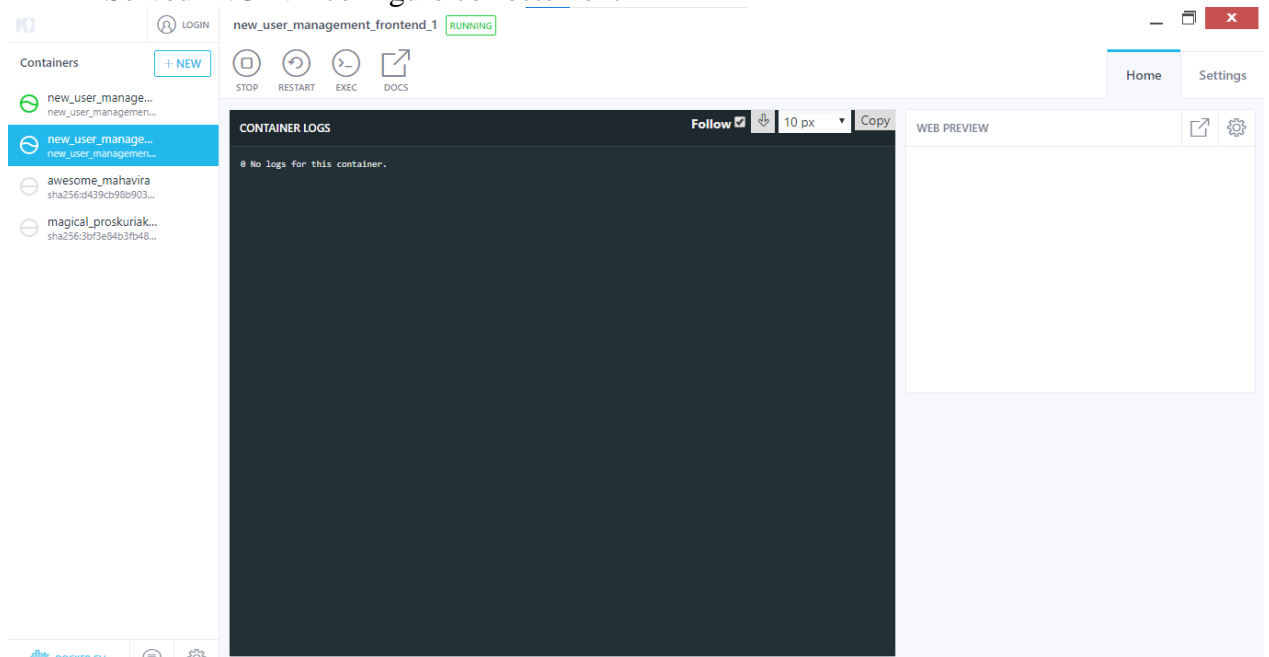 LOGIN
new_user_management_frontend_1 RUNNING
X
Containers
+ NEW
STOP RESTART EXEC DOCS
Home Settings
new_user_manage...
new_user_managemen...
new_user_manage...
new_user_managemen...
awesome_mahavira
sha256:d439cb98b903...
magical_proskuriak...
sha256:3bf3e84b3fb48...
CONTAINER LOGS
Follow 10 px Copy
0 No logs for this container.
WEB PREVIEW